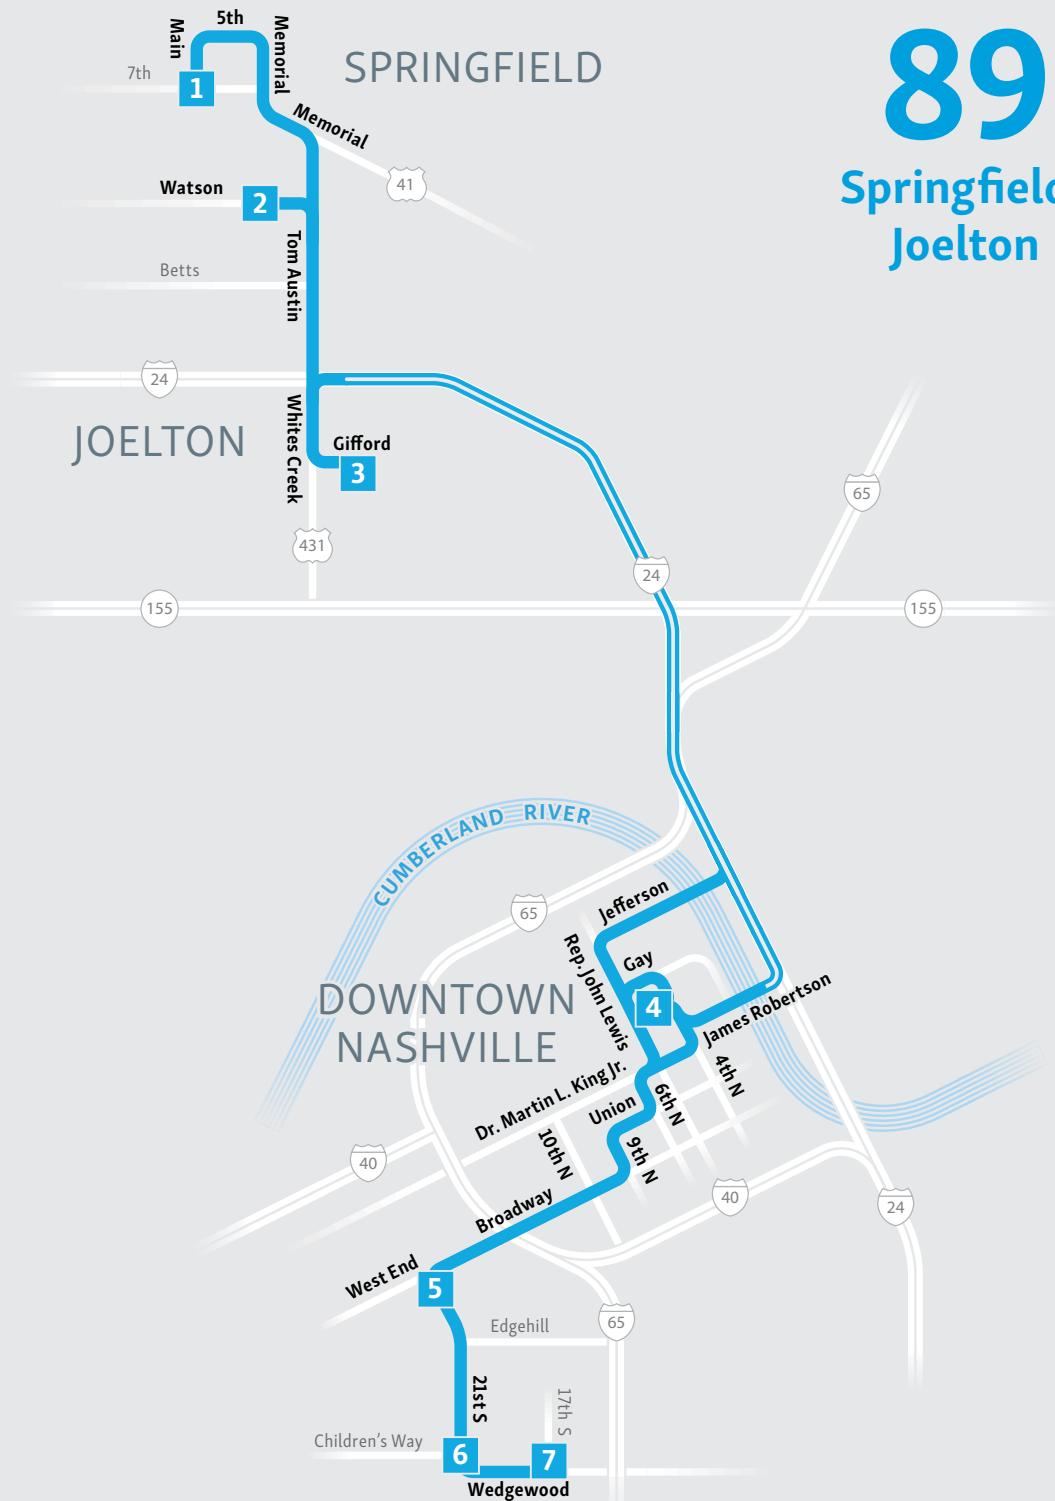 89
Springfield
Joelton
SPRINGFIELD
5th
Main
Memorial
7th
1
Memorial
41
Watson
2
Tom Austin
Betts
24
JOELTON
Whites Creek
Gifford
3
431
65
24
155
155
CUMBERLAND RIVER
65
Jefferson
Rep. John Lewis
Gay
4
DOWNTOWN
NASHVILLE
James Robertson
4th N
Dr. Martin L. King Jr.
Union
6th N
10th N
9th N
40
40
24
Broadway
West End
5
65
Edgehill
21st S
17th S
Children's Way
6
7
Wedgewood